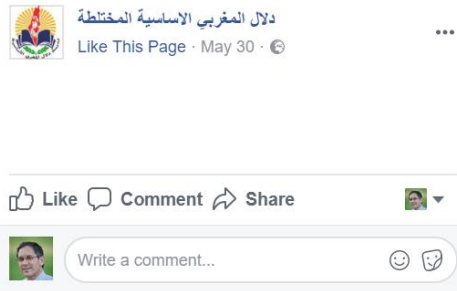 دلال المغربي الاساسية المختلطة
Like This Page · May 30 ·
Like Comment Share
Write a comment...